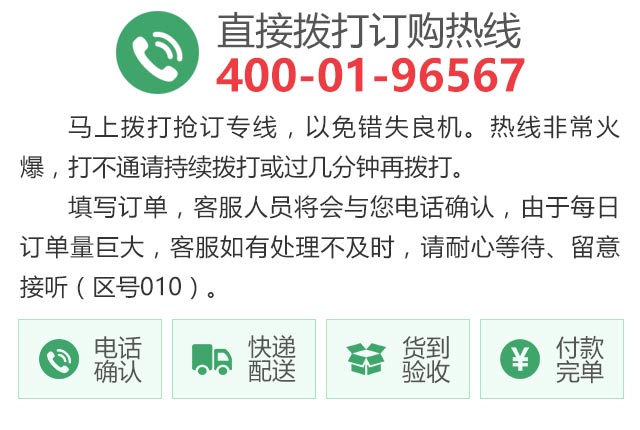 直接拨打订购热线
400-01-96567
马上拨打抢订专线，以免错失良机。热线非常火
爆，打不通请持续拨打或过几分钟再拨打。
填写订单，客服人员将会与您电话确认，由于每日
订单量巨大，客服如有处理不及时，请耐心等待、留意
接听（区号010）。
电话
确认
快递
配送
货到
验收
¥
付款
完单